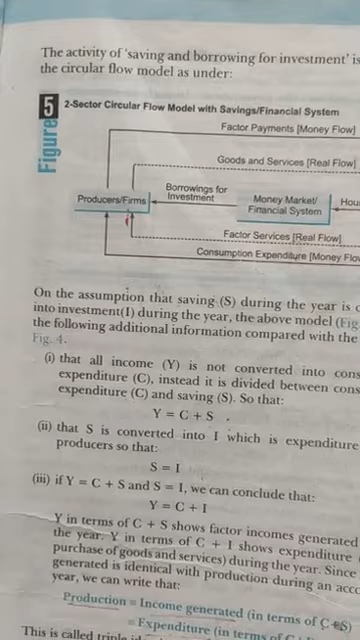 The activity of 'saving and borrowing for investment' is
the circular flow model as under:
Figure 5
2-Sector Circular Flow Model with Savings/Financial System
Factor Payments [Money Flow]
Goods and Services [Real Flow]
Producers/Firms
Borrowings for
Investment
Money Market/
Financial System
Factor Services [Real Flow]
Consumption Expenditure [Money
On the assumption that saving (S) during the year is
into investment(I) during the year, the above model (Fig.
the following additional information compared with the
Fig. 4.
(i) that all income (Y) is not converted into
expenditure (C), instead it is divided between
expenditure (C) and saving (S). So that:
Y = C + S
(ii) that S is converted into I which is expenditure
producers so that:
S = I
(iii) if Y = C + S and S = I, we can conclude that:
Y = C + I
Y in terms of C + S shows factor incomes generated
the year. Y in terms of C + I shows expenditure
purchase of goods and services) during the year. Since
generated is identical with production during an
year, we can write that:
Production = Income generated (in terms of C+S)
= Expenditure (in terms of
This is called triple